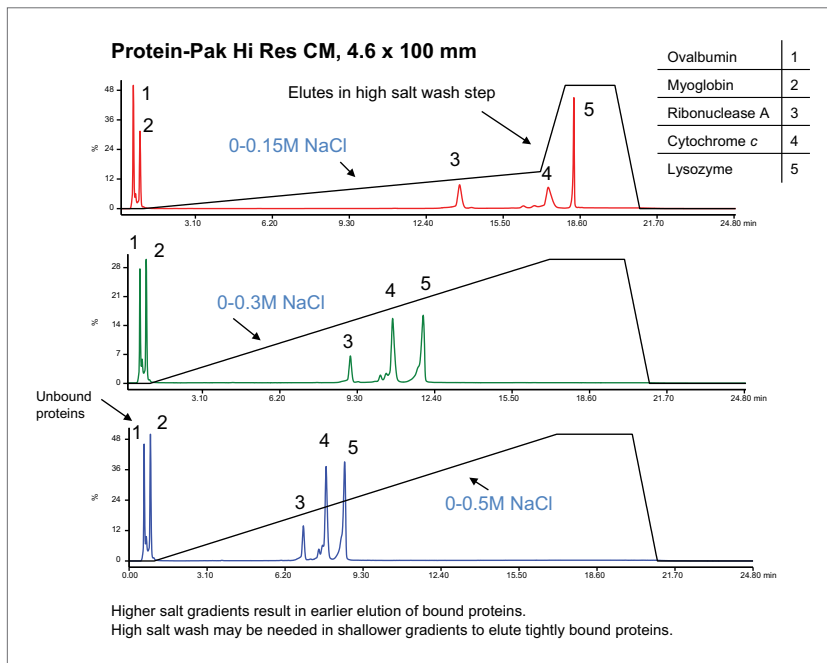 Protein-Pak Hi Res CM, 4.6 x 100 mm
Ovalbumin 1
Myoglobin 2
Ribonuclease A 3
Cytochrome c 4
Lysozyme 5
1
2
Elutes in high salt wash step
5
0-0.15M NaCl
3
4
48
36
24
12
0
%
3.10 6.20 9.30 12.40 15.50 18.60 21.70 24.80 min
1 2
0-0.3M NaCl
4 5
3
28
21
14
7
0
%
3.10 6.20 9.30 12.40 15.50 18.60 21.70 24.80 min
Unbound
proteins
1 2
4 5
3
0-0.5M NaCl
48
36
24
12
0
%
0.00 3.10 6.20 9.30 12.40 15.50 18.60 21.70 24.80 min
Higher salt gradients result in earlier elution of bound proteins.
High salt wash may be needed in shallower gradients to elute tightly bound proteins.